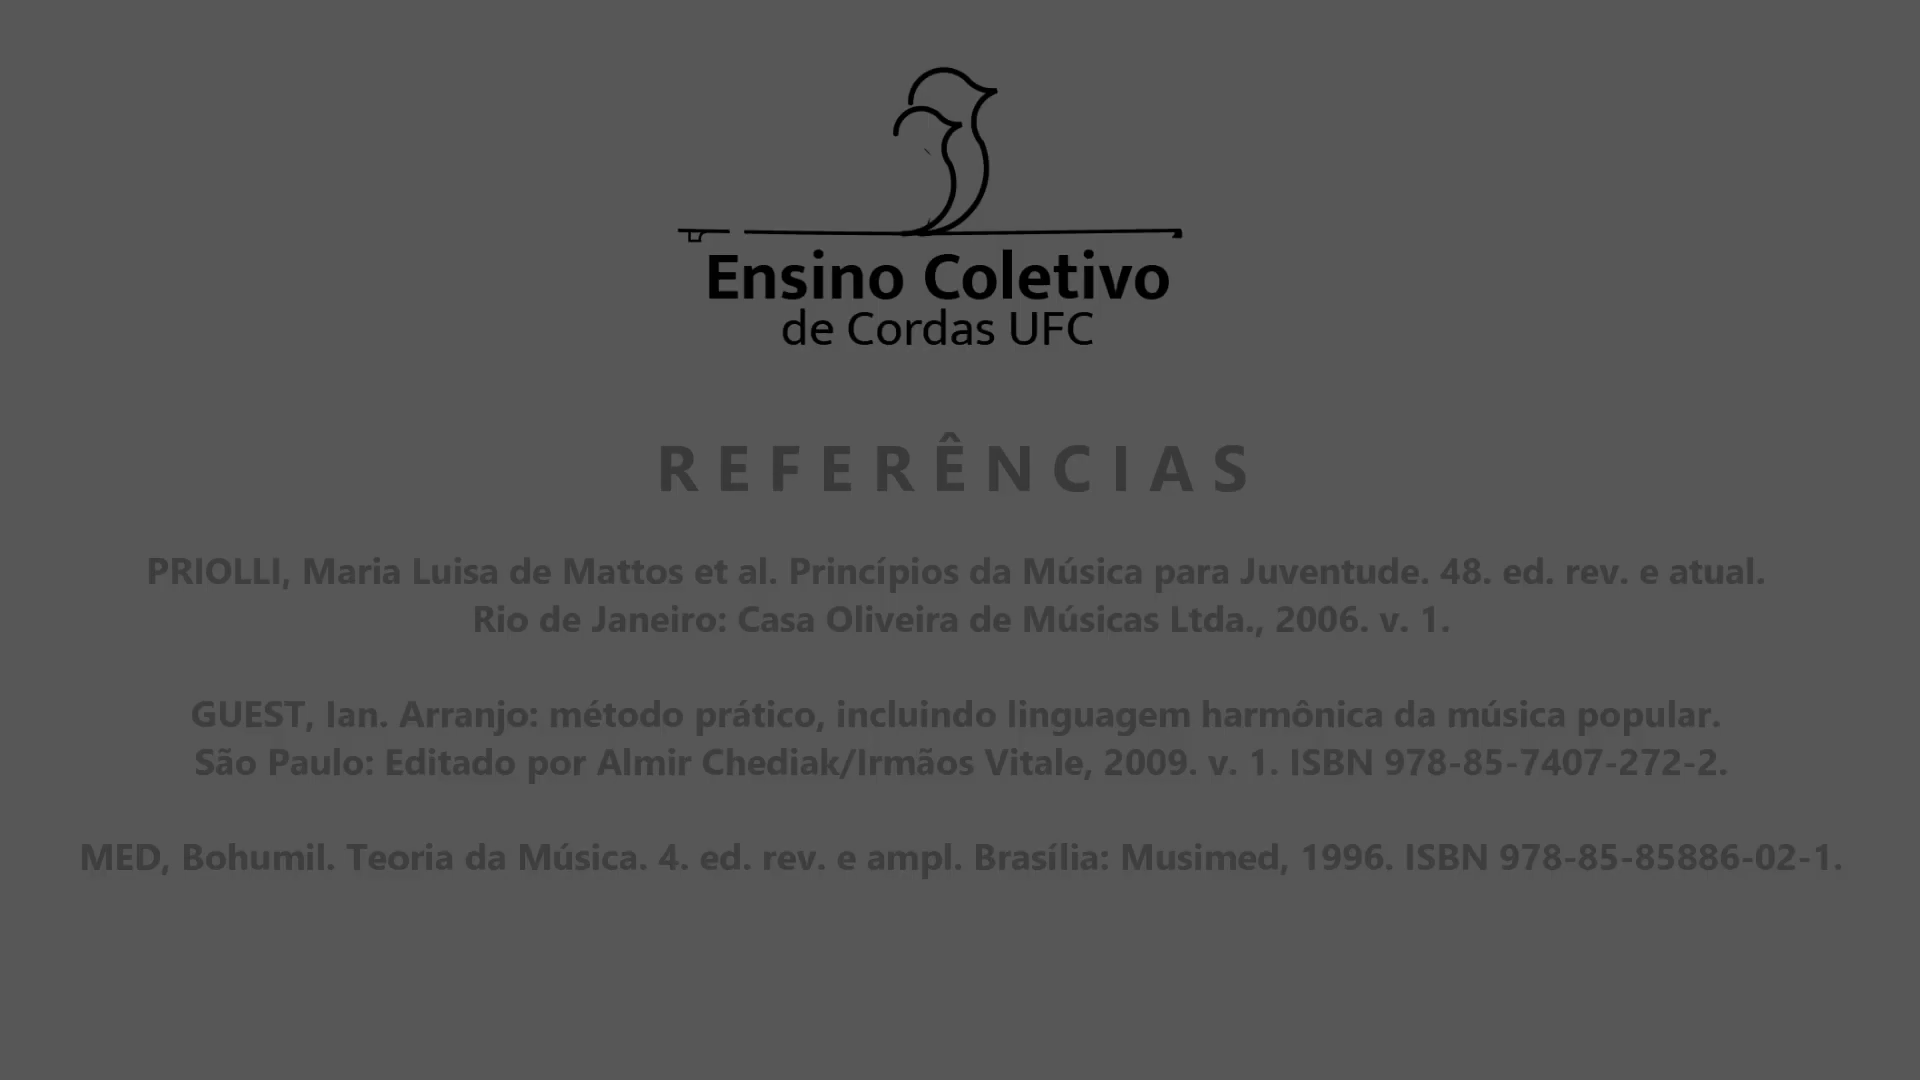 Ensino Coletivo
de Cordas UFC
REFERÊNCIAS
PRIOLLI, Maria Luisa de Mattos et al. Princípios da Música para Juventude. 48. ed. rev. e atual.
Rio de Janeiro: Casa Oliveira de Músicas Ltda., 2006. v. 1.
GUEST, Ian. Arranjo: método prático, incluindo linguagem harmônica da música popular.
São Paulo: Editado por Almir Chediak/Irmãos Vitale, 2009. v. 1. ISBN 978-85-7407-272-2.
MED, Bohumil. Teoria da Música. 4. ed. rev. e ampl. Brasília: Musimed, 1996. ISBN 978-85-85886-02-1.